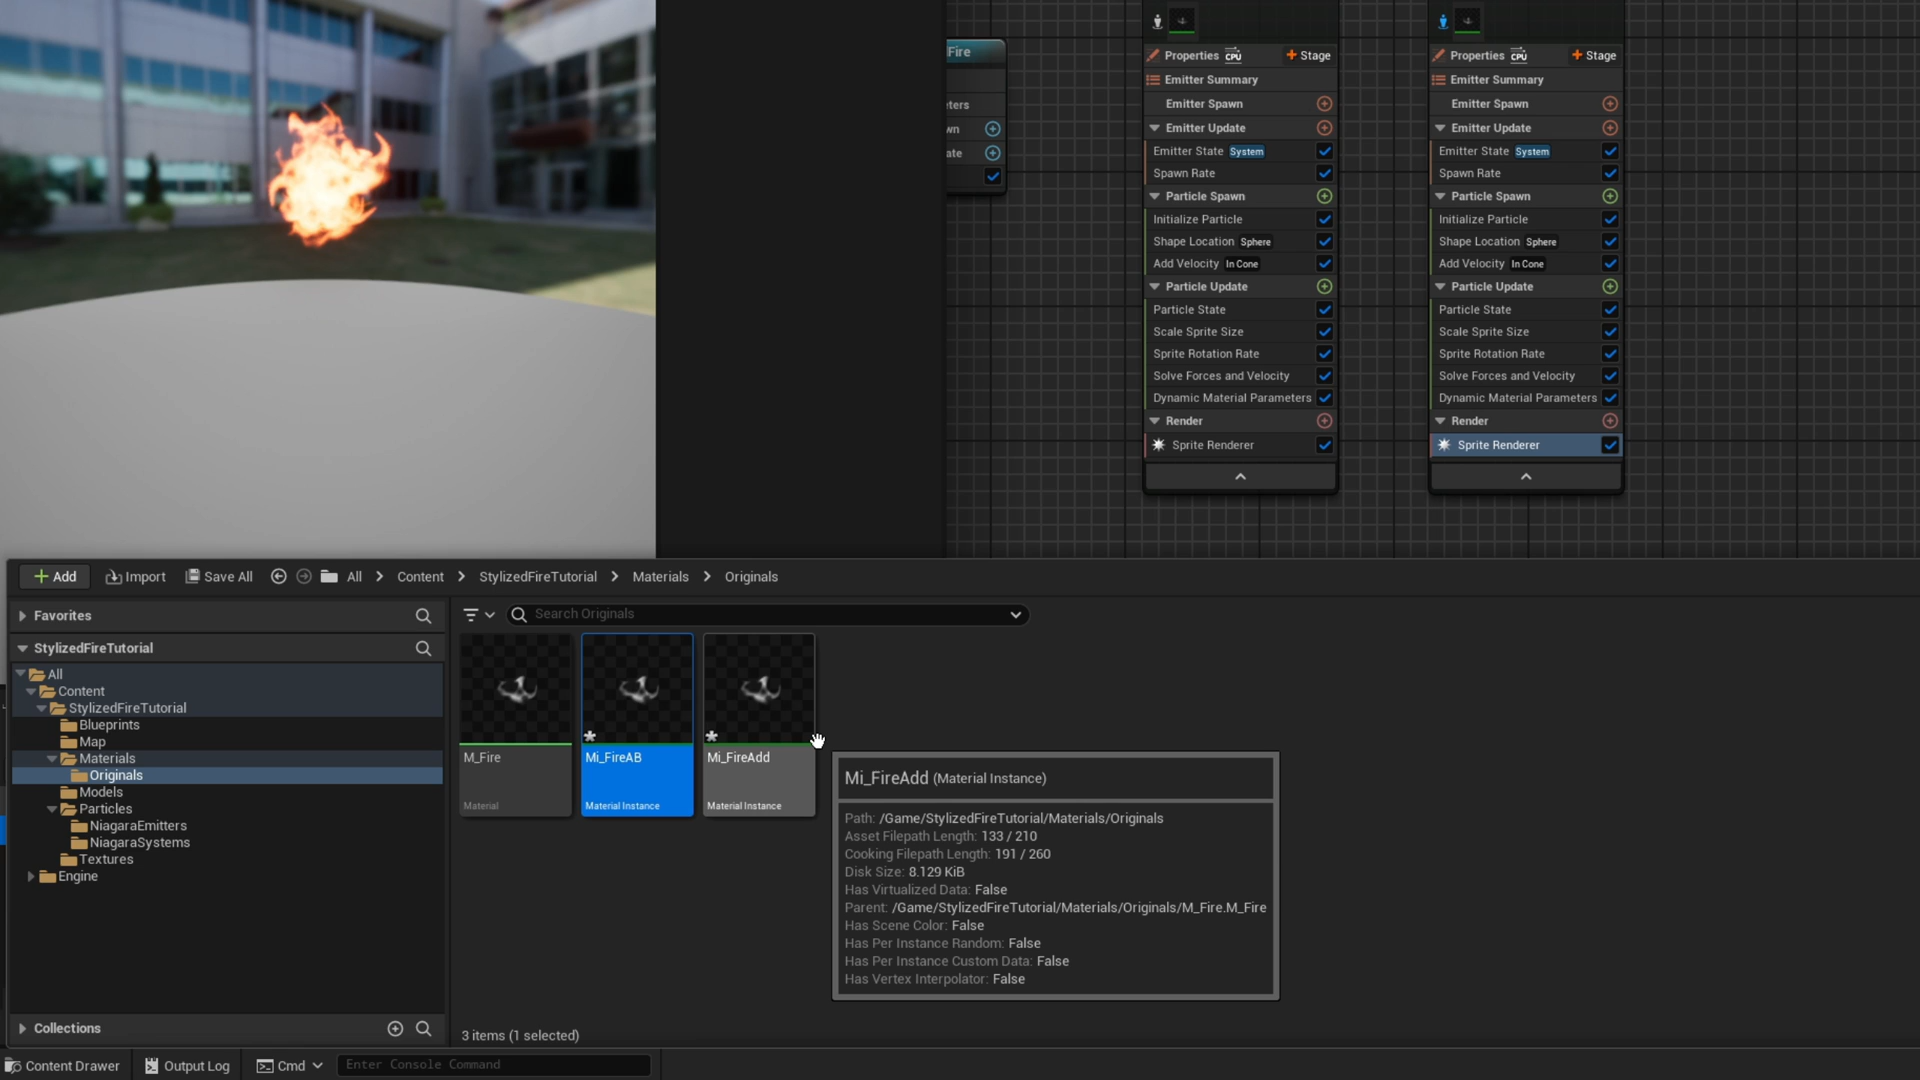 Fire
Properties CPU + Stage
Emitter Summary
Emitter Spawn
Emitter Update
Emitter State System
Spawn Rate
Particle Spawn
Initialize Particle
Shape Location Sphere
Add Velocity In Cone
Particle Update
Particle State
Scale Sprite Size
Sprite Rotation Rate
Solve Forces and Velocity
Dynamic Material Parameters
Render
Sprite Renderer
Properties CPU + Stage
Emitter Summary
Emitter Spawn
Emitter Update
Emitter State System
Spawn Rate
Particle Spawn
Initialize Particle
Shape Location Sphere
Add Velocity In Cone
Particle Update
Particle State
Scale Sprite Size
Sprite Rotation Rate
Solve Forces and Velocity
Dynamic Material Parameters
Render
Sprite Renderer
ters
wn
ate
+ Add Import Save All All > Content > StylizedFireTutorial > Materials > Originals
Favorites
StylizedFireTutorial
All
Content
StylizedFireTutorial
Blueprints
Map
Materials
Originals
Models
Particles
NiagaraEmitters
NiagaraSystems
Textures
Engine
Collections
Search Originals
M_Fire
Material
Mi_FireAB
Material Instance
Mi_FireAdd
Material Instance
Mi_FireAdd (Material Instance)
Path: /Game/StylizedFireTutorial/Materials/Originals
Asset Filepath Length: 133 / 210
Cooking Filepath Length: 191 / 260
Disk Size: 8.129 KiB
Has Virtualized Data: False
Parent: /Game/StylizedFireTutorial/Materials/Originals/M_Fire.M_Fire
Has Scene Color: False
Has Per Instance Random: False
Has Per Instance Custom Data: False
Has Vertex Interpolator: False
3 items (1 selected)
Content Drawer Output Log Cmd Enter Console Command